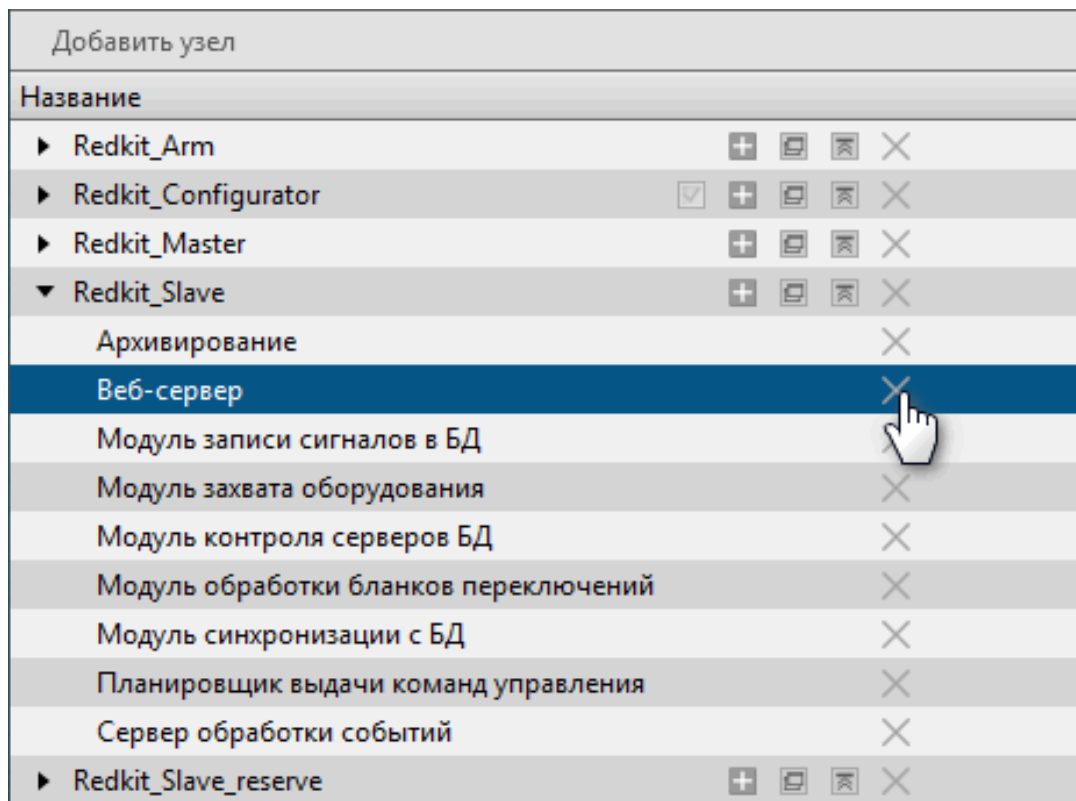 Добавить узел
Название
Redkit_Arm
Redkit_Configurator
Redkit_Master
Redkit_Slave
Архивирование
Веб-сервер
Модуль записи сигналов в БД
Модуль захвата оборудования
Модуль контроля серверов БД
Модуль обработки бланков переключений
Модуль синхронизации с БД
Планировщик выдачи команд управления
Сервер обработки событий
Redkit_Slave_reserve